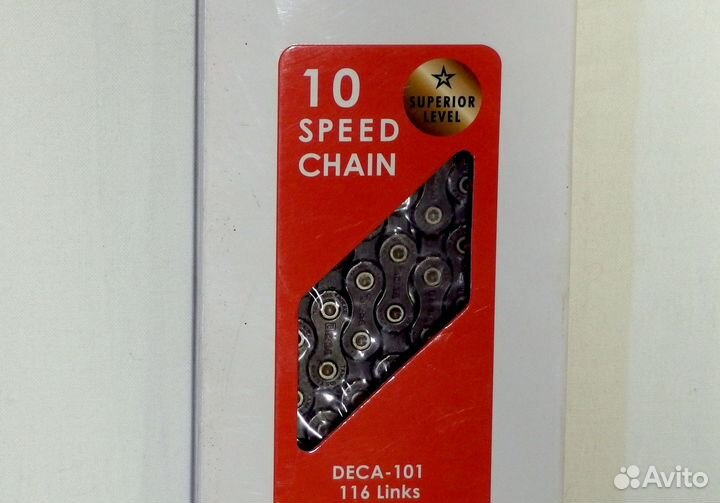 10
SPEED
CHAIN
SUPERIOR
LEVEL
DECA-101
116 Links
Avito